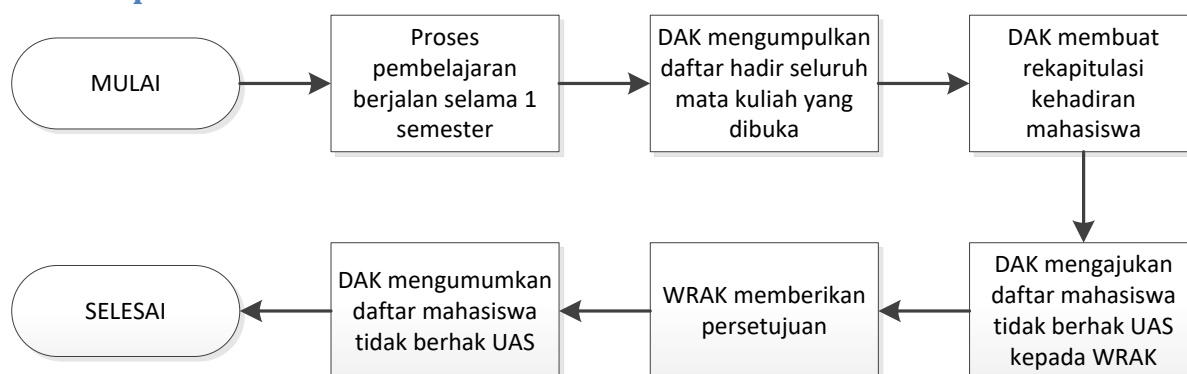 MULAI
Proses
pembelajaran
berjalan selama 1
semester
DAK mengumpulkan
daftar hadir seluruh
mata kuliah yang
dibuka
DAK membuat
rekapitulasi
kehadiran
mahasiswa
DAK mengajukan
daftar mahasiswa
tidak berhak UAS
kepada WRAK
WRAK memberikan
persetujuan
DAK mengumumkan
daftar mahasiswa
tidak berhak UAS
SELESAI